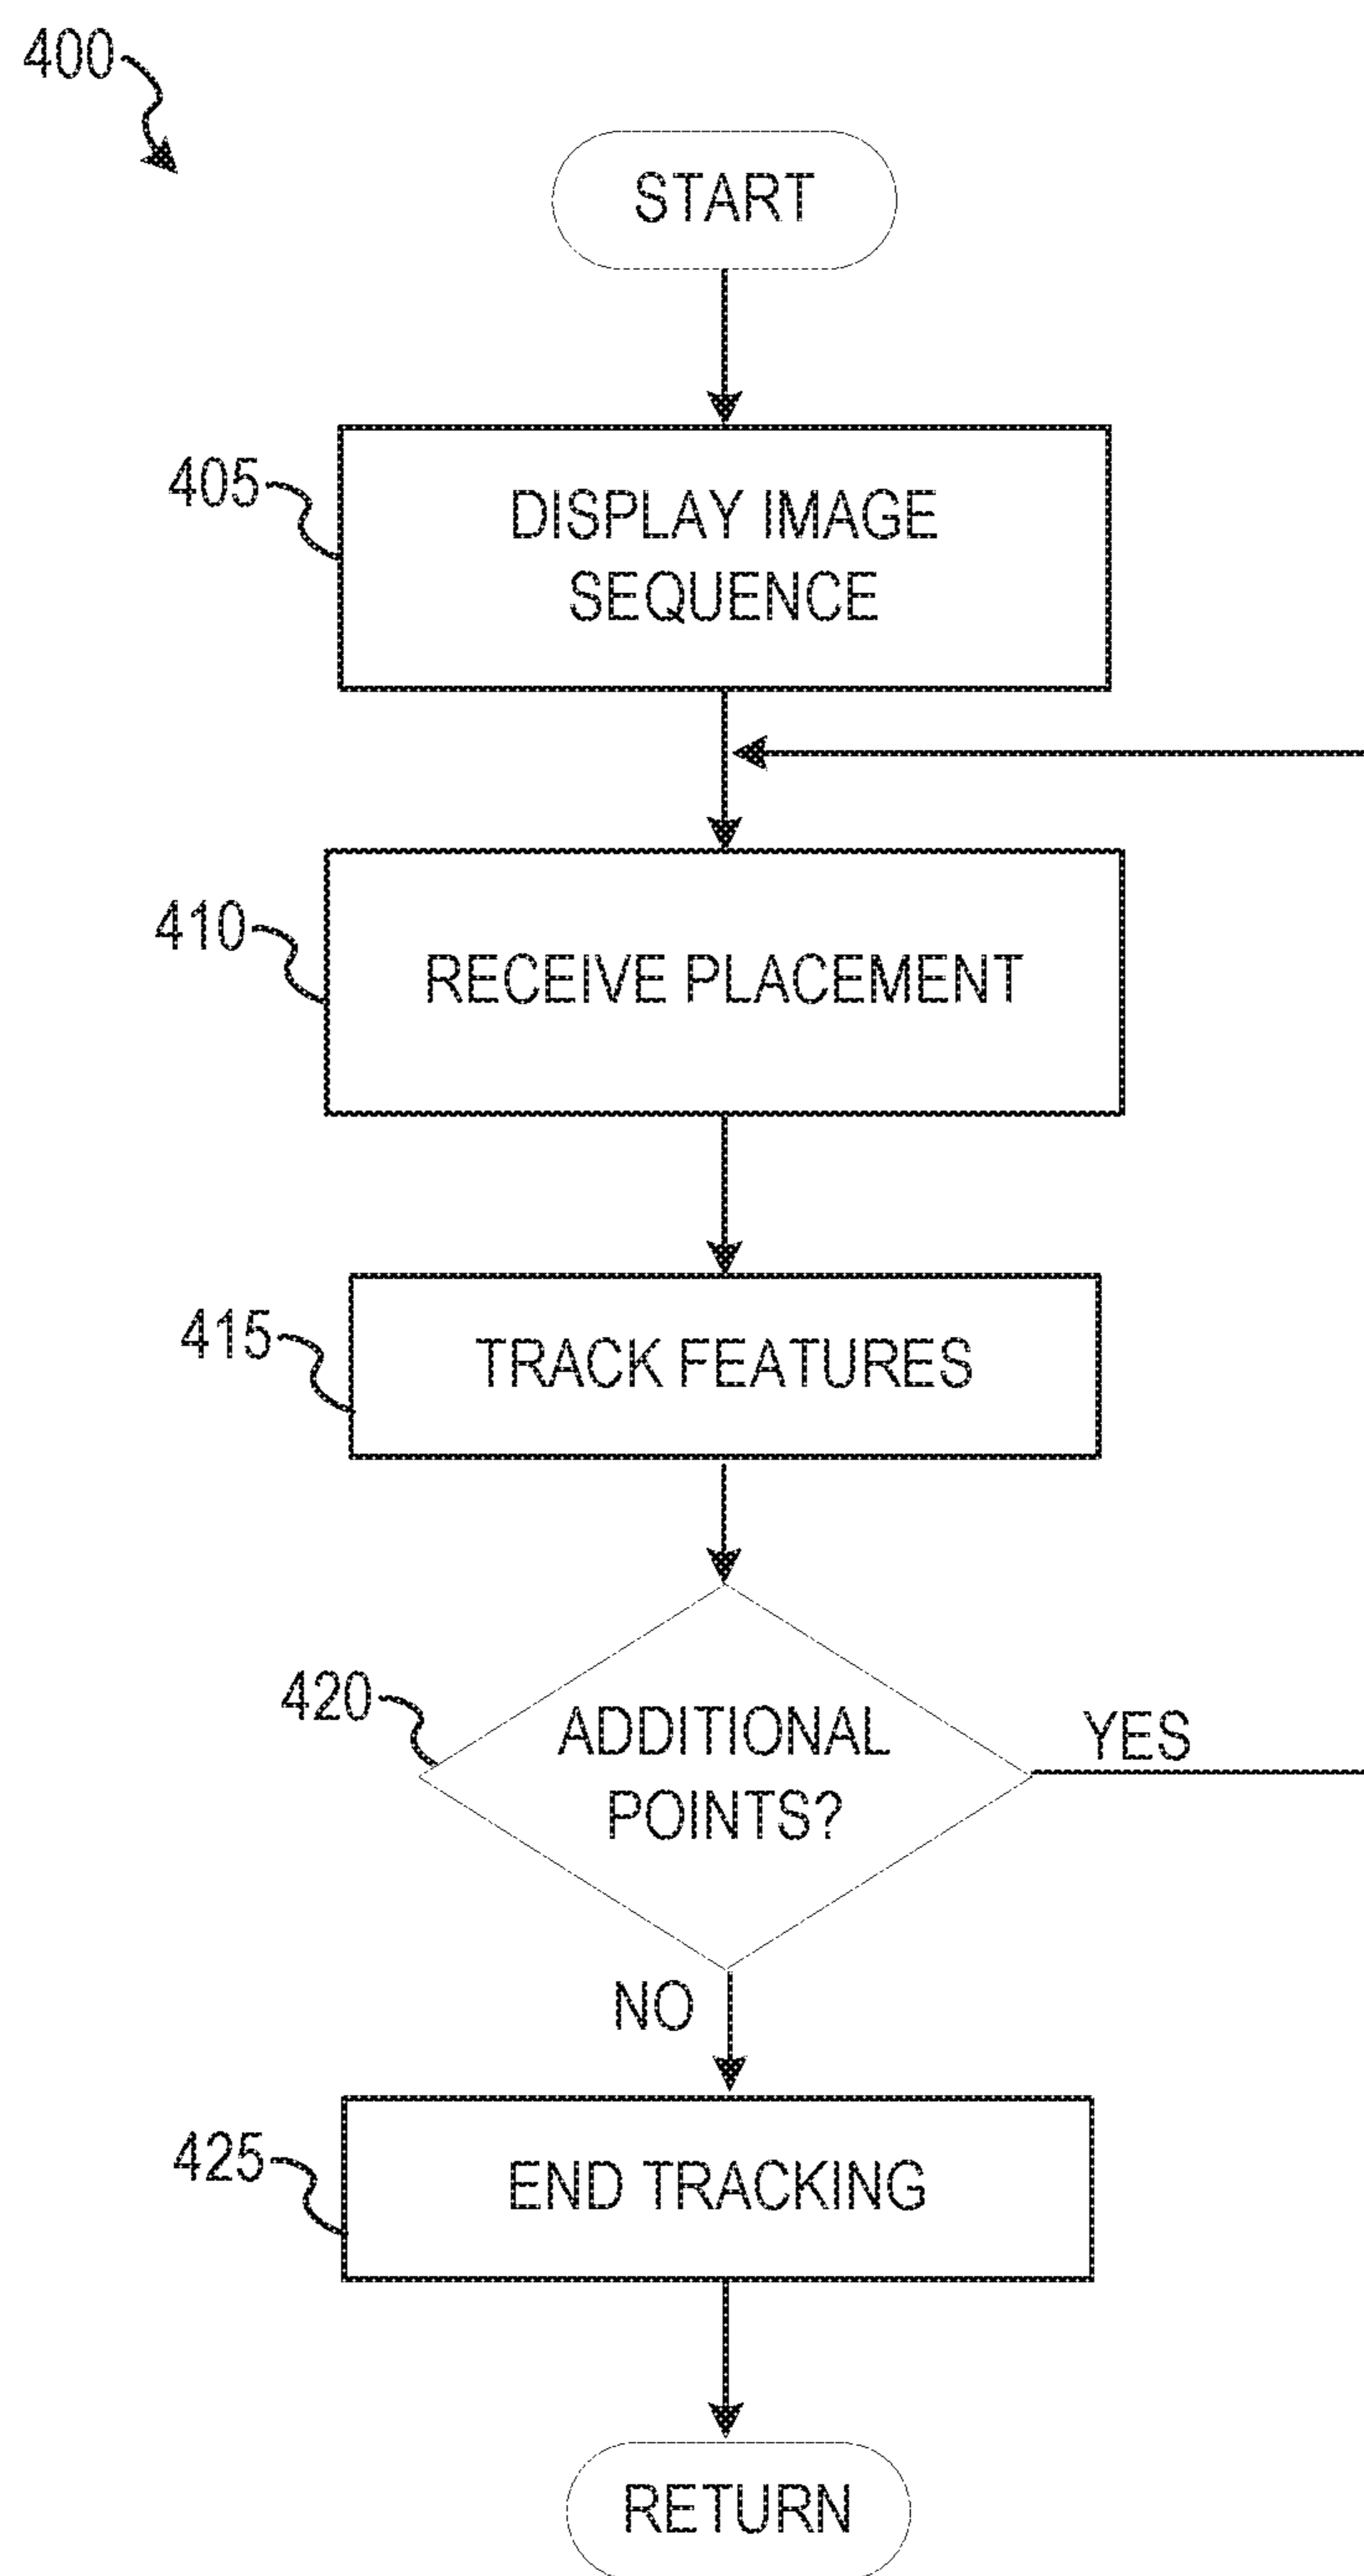 400
START
405
DISPLAY IMAGE
SEQUENCE
410
RECEIVE PLACEMENT
415
TRACK FEATURES
420
ADDITIONAL
POINTS?
YES
NO
425
END TRACKING
RETURN